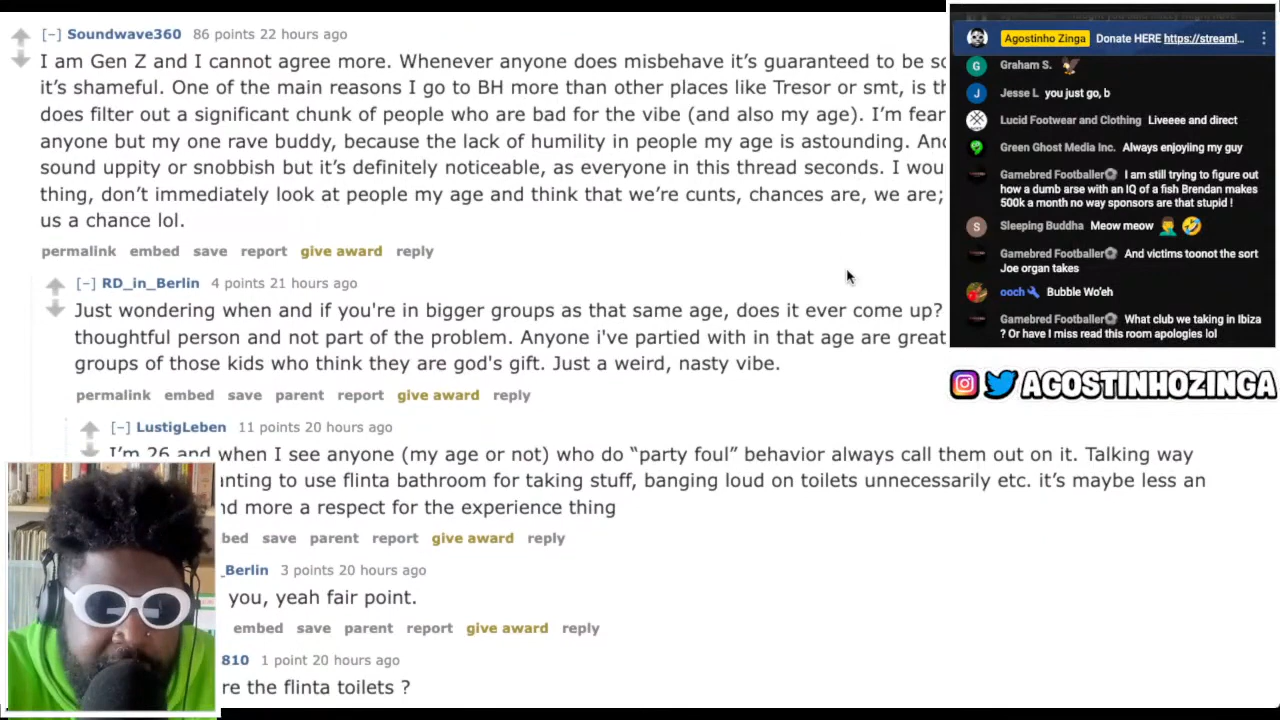 [-] Soundwave360 86 points 22 hours ago
I am Gen Z and I cannot agree more. Whenever anyone does misbehave it’s guaranteed to be
it’s shameful. One of the main reasons I go to BH more than other places like Tresor or smt, is
does filter out a significant chunk of people who are bad for the vibe (and also my age). I’m
anyone but my one rave buddy, because the lack of humility in people my age is astounding.
sound uppity or snobbish but it’s definitely noticeable, as everyone in this thread seconds. I
thing, don’t immediately look at people my age and think that we’re cunts, chances are, we are;
us a chance lol.
permalink embed save report give award reply
[-] RD_in_Berlin 4 points 21 hours ago
Just wondering when and if you're in bigger groups as that same age, does it ever come up?
thoughtful person and not part of the problem. Anyone i've partied with in that age are great
groups of those kids who think they are god's gift. Just a weird, nasty vibe.
permalink embed save parent report give award reply
[-] LustigLeben 11 points 20 hours ago
I’m 26 and when I see anyone (my age or not) who do “party foul” behavior always call them out on it. Talking way
to use flinta bathroom for taking stuff, banging loud on toilets unnecessarily etc. it’s maybe less an
more a respect for the experience thing
save parent report give award reply
_Berlin 3 points 20 hours ago
you, yeah fair point.
embed save parent report give award reply
810 1 point 20 hours ago
the flinta toilets ?
Agostinho Zinga Donate HERE https://streaml...
Graham S.
Jesse L you just go, b
Lucid Footwear and Clothing Liveeee and direct
Green Ghost Media Inc. Always enjoyiing my guy
Gamebred Footballer I am still trying to figure out
how a dumb arse with an IQ of a fish Brendan makes
500k a month no way sponsors are that stupid !
Sleeping Buddha Meow meow
Gamebred Footballer And victims toonot the sort
Joe organ takes
ooch Bubble Wo'eh
Gamebred Footballer What club we taking in Ibiza
? Or have I miss read this room apologies lol
AGOSTINHOZINGA